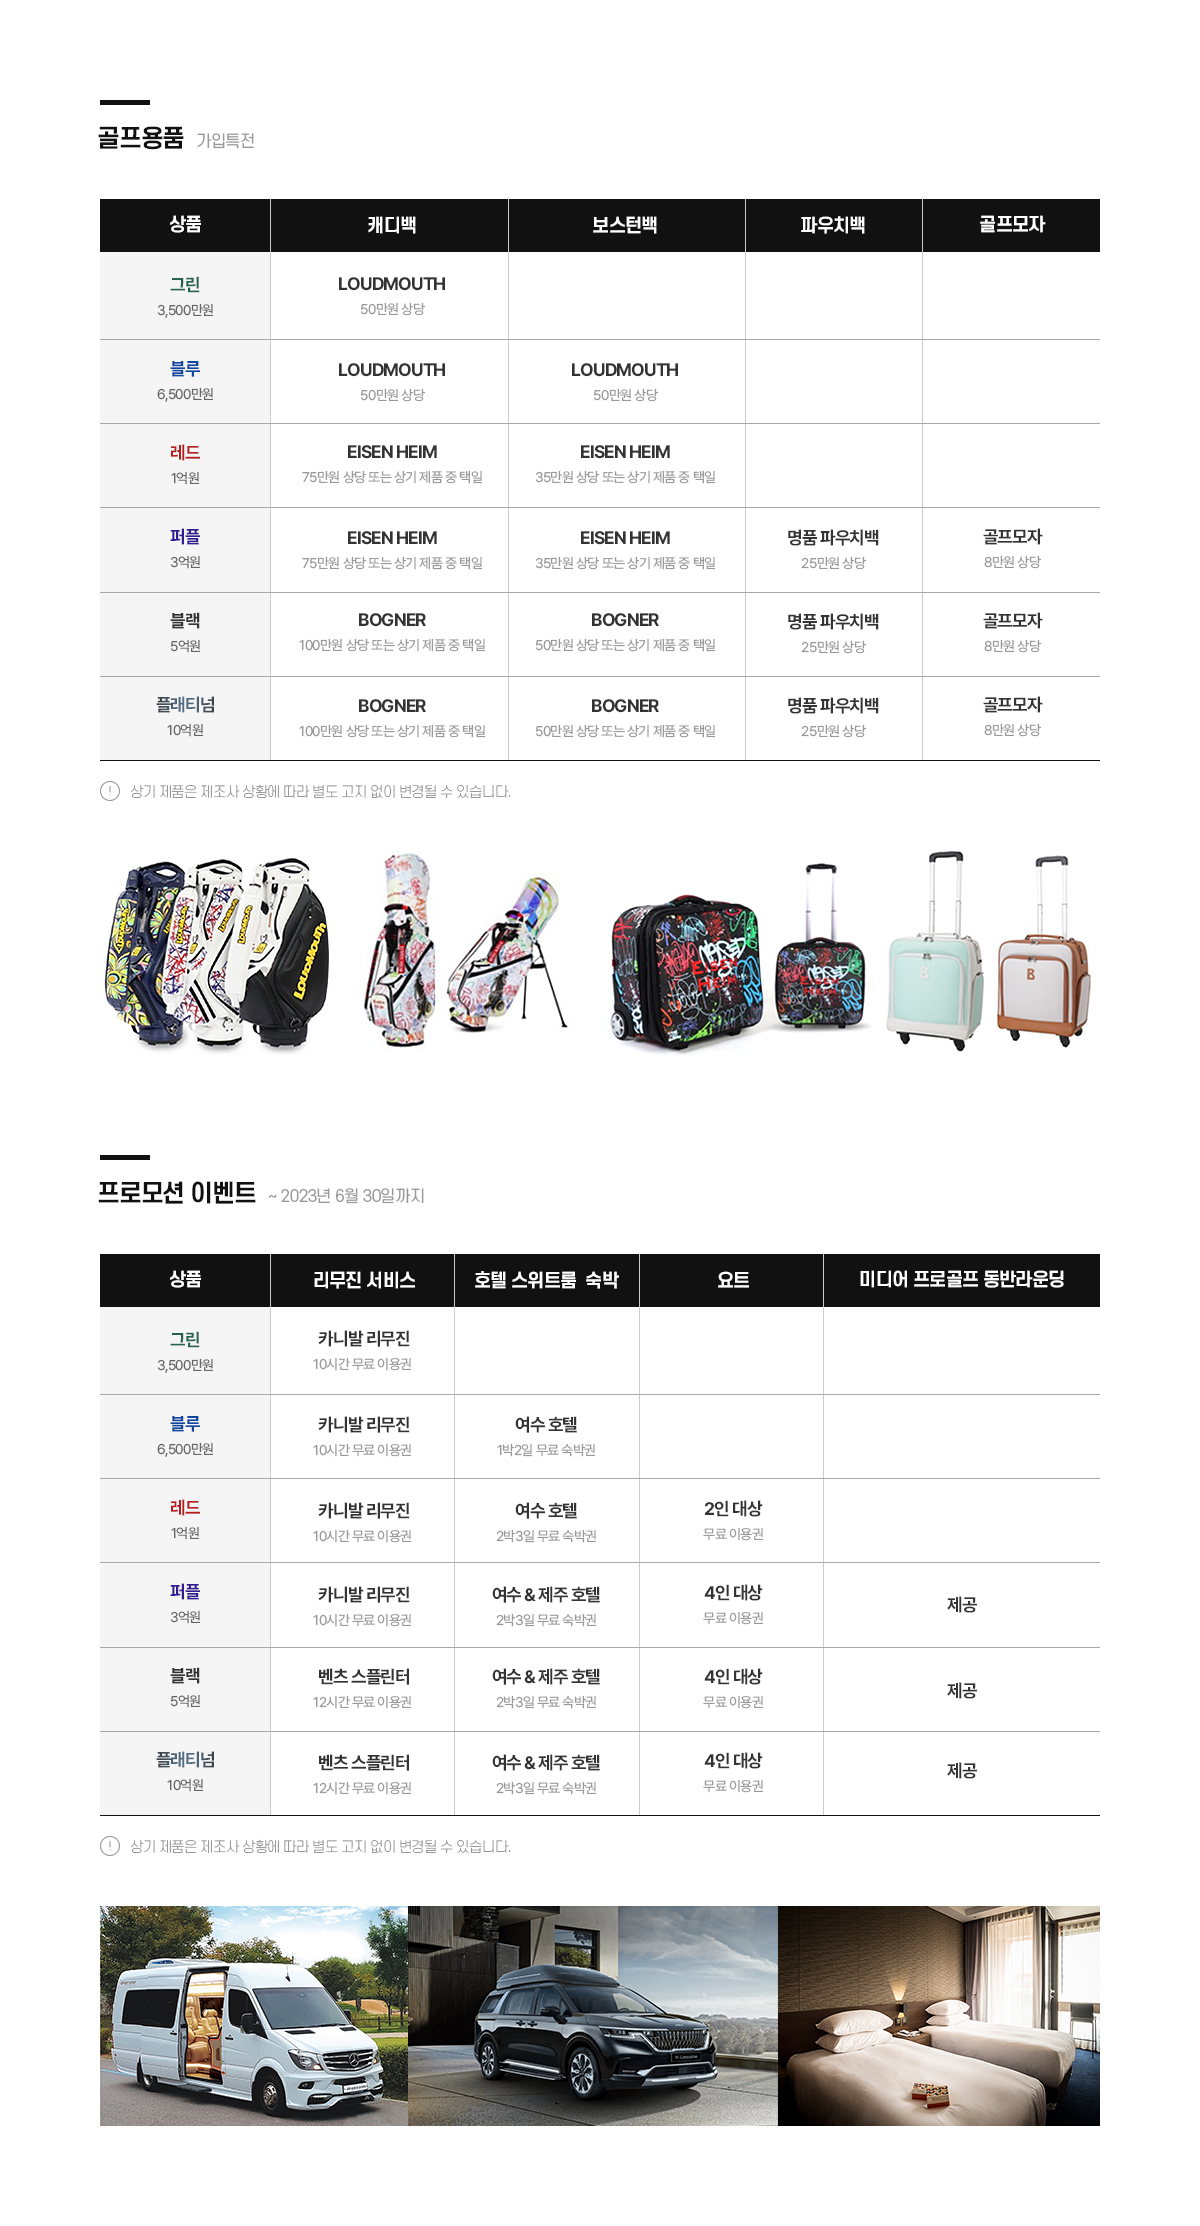 골프용품 가입특전
상품 캐디백 보스턴백 파우치백 골프모자
그린 LOUDMOUTH
3,500만원 50만원 상당
블루 LOUDMOUTH LOUDMOUTH
6,500만원 50만원 상당 50만원 상당
레드 EISEN HEIM EISEN HEIM
1억원 75만원 상당 또는 상기 제품 중 택일 35만원 상당 또는 상기 제품 중 택일
퍼플 EISEN HEIM EISEN HEIM 명품 파우치백 골프모자
3억원 75만원 상당 또는 상기 제품 중 택일 35만원 상당 또는 상기 제품 중 택일 25만원 상당 8만원 상당
블랙 BOGNER BOGNER 명품 파우치백 골프모자
5억원 100만원 상당 또는 상기 제품 중 택일 50만원 상당 또는 상기 제품 중 택일 25만원 상당 8만원 상당
플래티넘 BOGNER BOGNER 명품 파우치백 골프모자
10억원 100만원 상당 또는 상기 제품 중 택일 50만원 상당 또는 상기 제품 중 택일 25만원 상당 8만원 상당
! 상기 제품은 제조사 상황에 따라 별도 고지 없이 변경될 수 있습니다.
LOUDMOUTH
EISEN
HEIM
B
B
프로모션 이벤트 ~ 2023년 6월 30일까지
상품 리무진 서비스 호텔 스위트룸 숙박 요트 미디어 프로골프 동반라운딩
그린 카니발 리무진
3,500만원 10시간 무료 이용권
블루 카니발 리무진 여수 호텔
6,500만원 10시간 무료 이용권 1박2일 무료 숙박권
레드 카니발 리무진 여수 호텔 2인 대상
1억원 10시간 무료 이용권 2박3일 무료 숙박권 무료 이용권
퍼플 카니발 리무진 여수 & 제주 호텔 4인 대상 제공
3억원 10시간 무료 이용권 2박3일 무료 숙박권 무료 이용권
블랙 벤츠 스플린터 여수 & 제주 호텔 4인 대상 제공
5억원 12시간 무료 이용권 2박3일 무료 숙박권 무료 이용권
플래티넘 벤츠 스플린터 여수 & 제주 호텔 4인 대상 제공
10억원 12시간 무료 이용권 2박3일 무료 숙박권 무료 이용권
! 상기 제품은 제조사 상황에 따라 별도 고지 없이 변경될 수 있습니다.